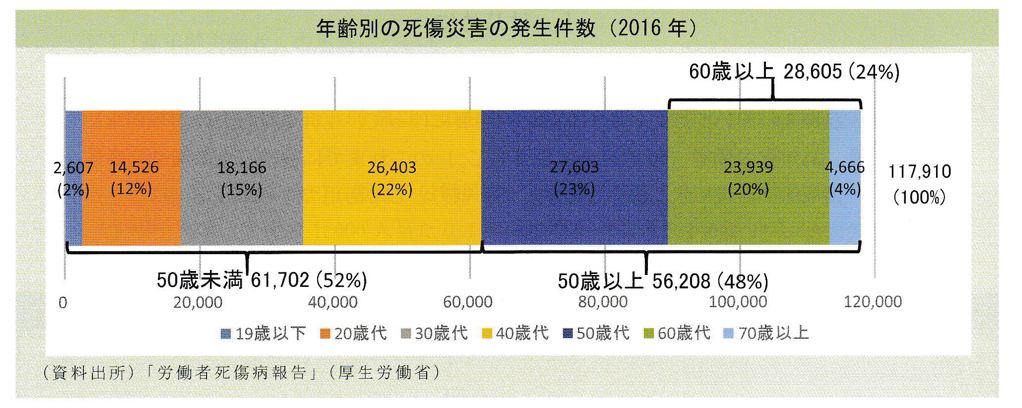 年齢別の死傷災害の発生件数（2016 年）
60歳以上 28,605 (24%)
2,607 14,526 18,166 26,403 27,603 23,939 4,666
(2%) (12%) (15%) (22%) (23%) (20%) (4%)
117,910
(100%)
50歳未満 61,702 (52%) 50歳以上 56,208 (48%)
0 20,000 40,000 60,000 80,000 100,000 120,000
19歳以下 20歳代 30歳代 40歳代 50歳代 60歳代 70歳以上
（資料出所）「労働者死傷病報告」（厚生労働省）